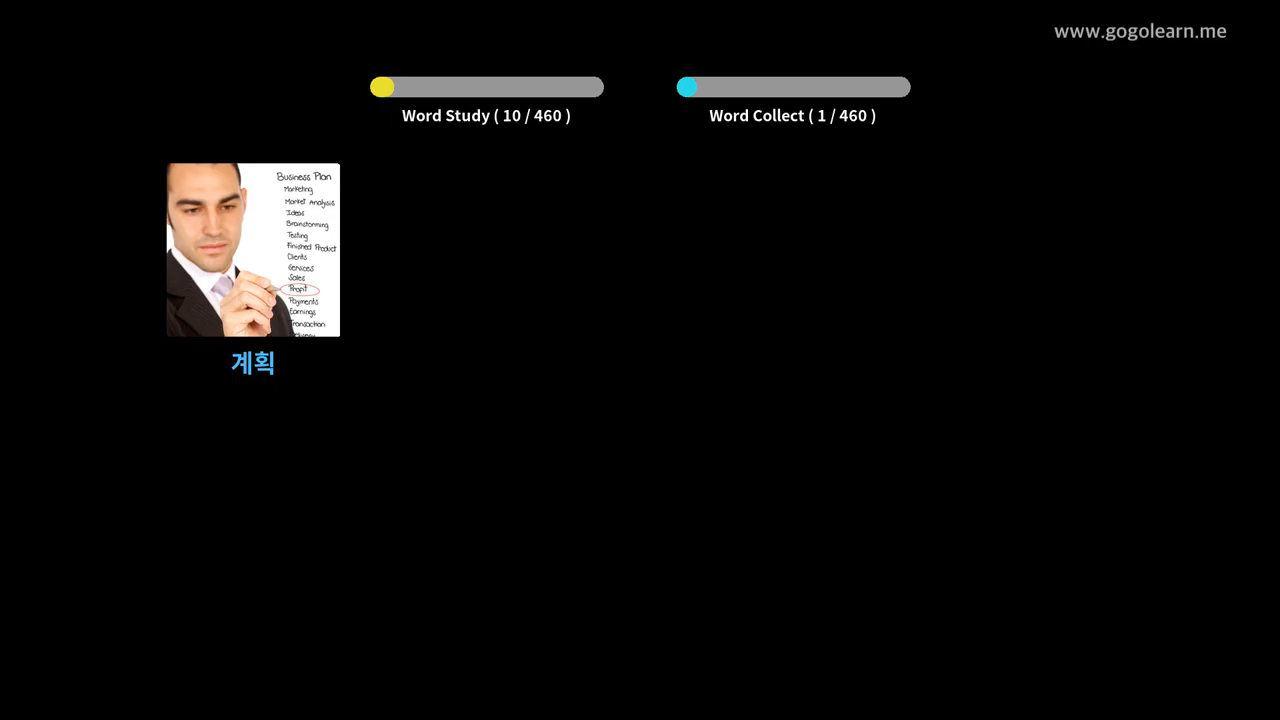 www.gogolearn.me
Word Study ( 10 / 460 )
Word Collect ( 1 / 460 )
Business Plan
Marketing
Market Analysis
Ideas
Brainstorming
Testing
Finished Product
Clients
Services
Sales
Profit
Payments
Earnings
Transaction
계획